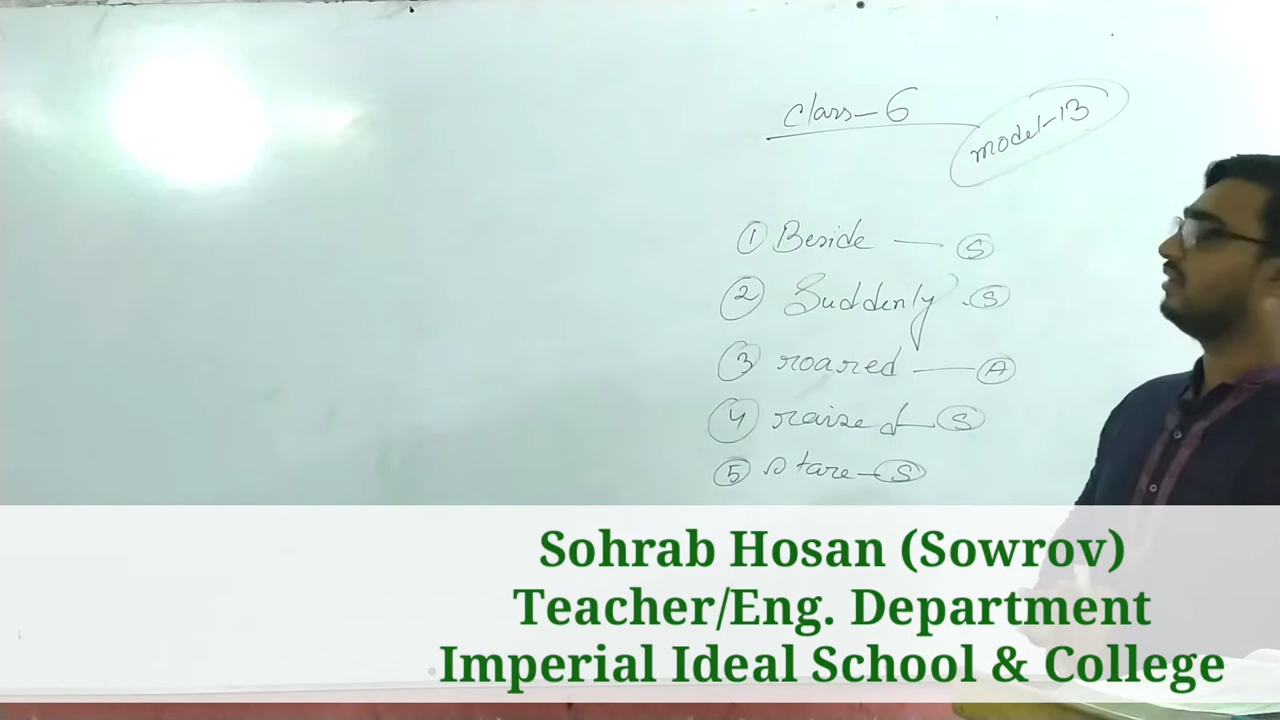 class-6
model-13
① Beside — Ⓢ
② Suddenly Ⓢ
③ roared — Ⓐ
④ raised — Ⓢ
⑤ stare — Ⓢ
Sohrab Hosan (Sowrov)
Teacher/Eng. Department
Imperial Ideal School & College